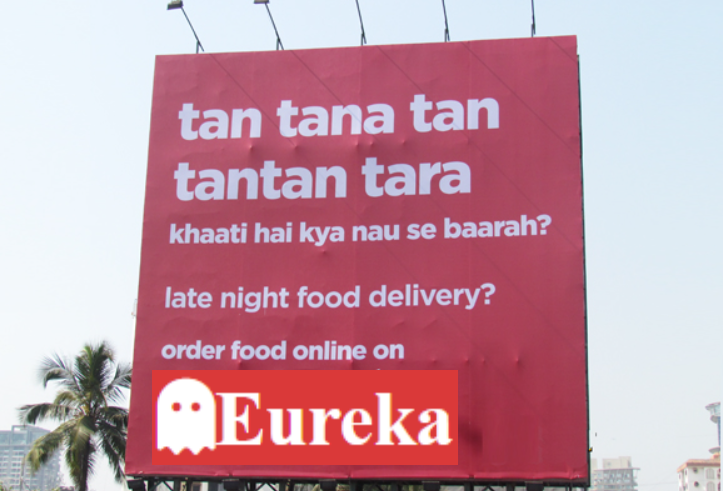 tan tana tan
tantan tara
khaati hai kya nau se baarah?
late night food delivery?
order food online on
Eureka